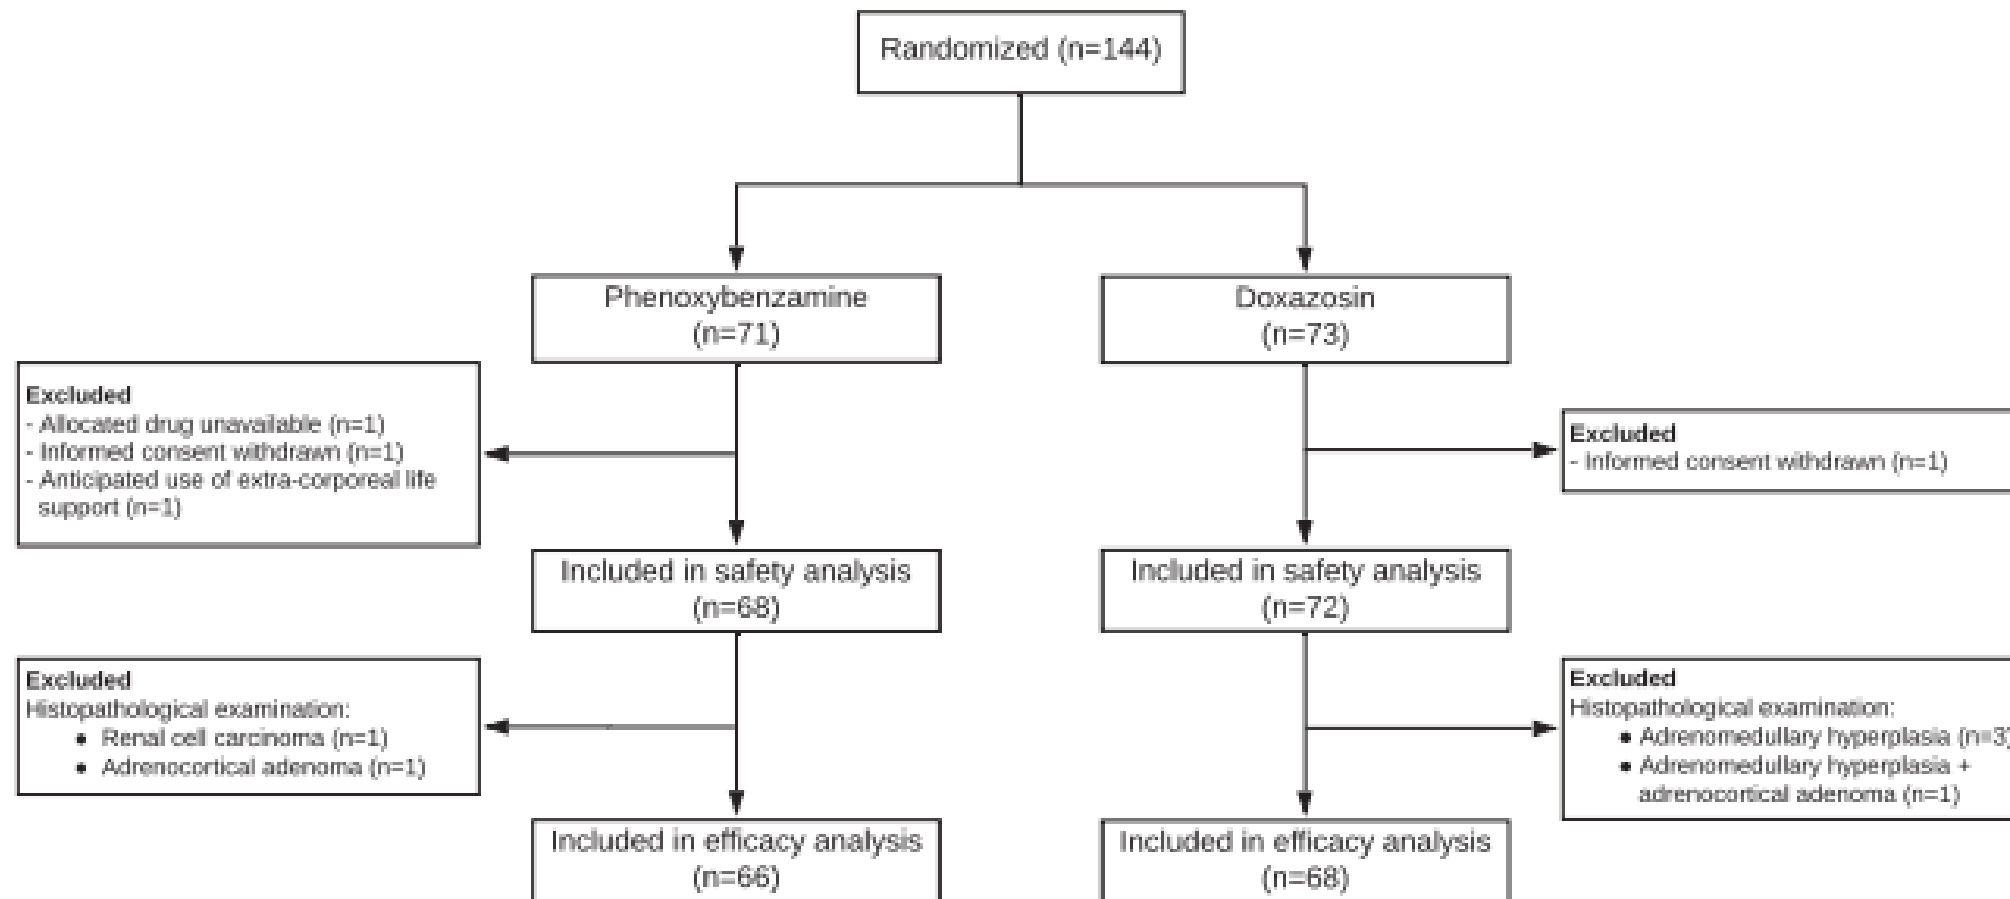 Randomized (n=144)
Phenoxybenzamine
(n=71)
Doxazosin
(n=73)
Excluded
- Allocated drug unavailable (n=1)
- Informed consent withdrawn (n=1)
- Anticipated use of extra-corporeal life
support (n=1)
Excluded
- Informed consent withdrawn (n=1)
Included in safety analysis
(n=68)
Included in safety analysis
(n=72)
Excluded
Histopathological examination:
● Renal cell carcinoma (n=1)
● Adrenocortical adenoma (n=1)
Excluded
Histopathological examination:
● Adrenomedullary hyperplasia (n=3)
● Adrenomedullary hyperplasia +
adrenocortical adenoma (n=1)
Included in efficacy analysis
(n=66)
Included in efficacy analysis
(n=68)